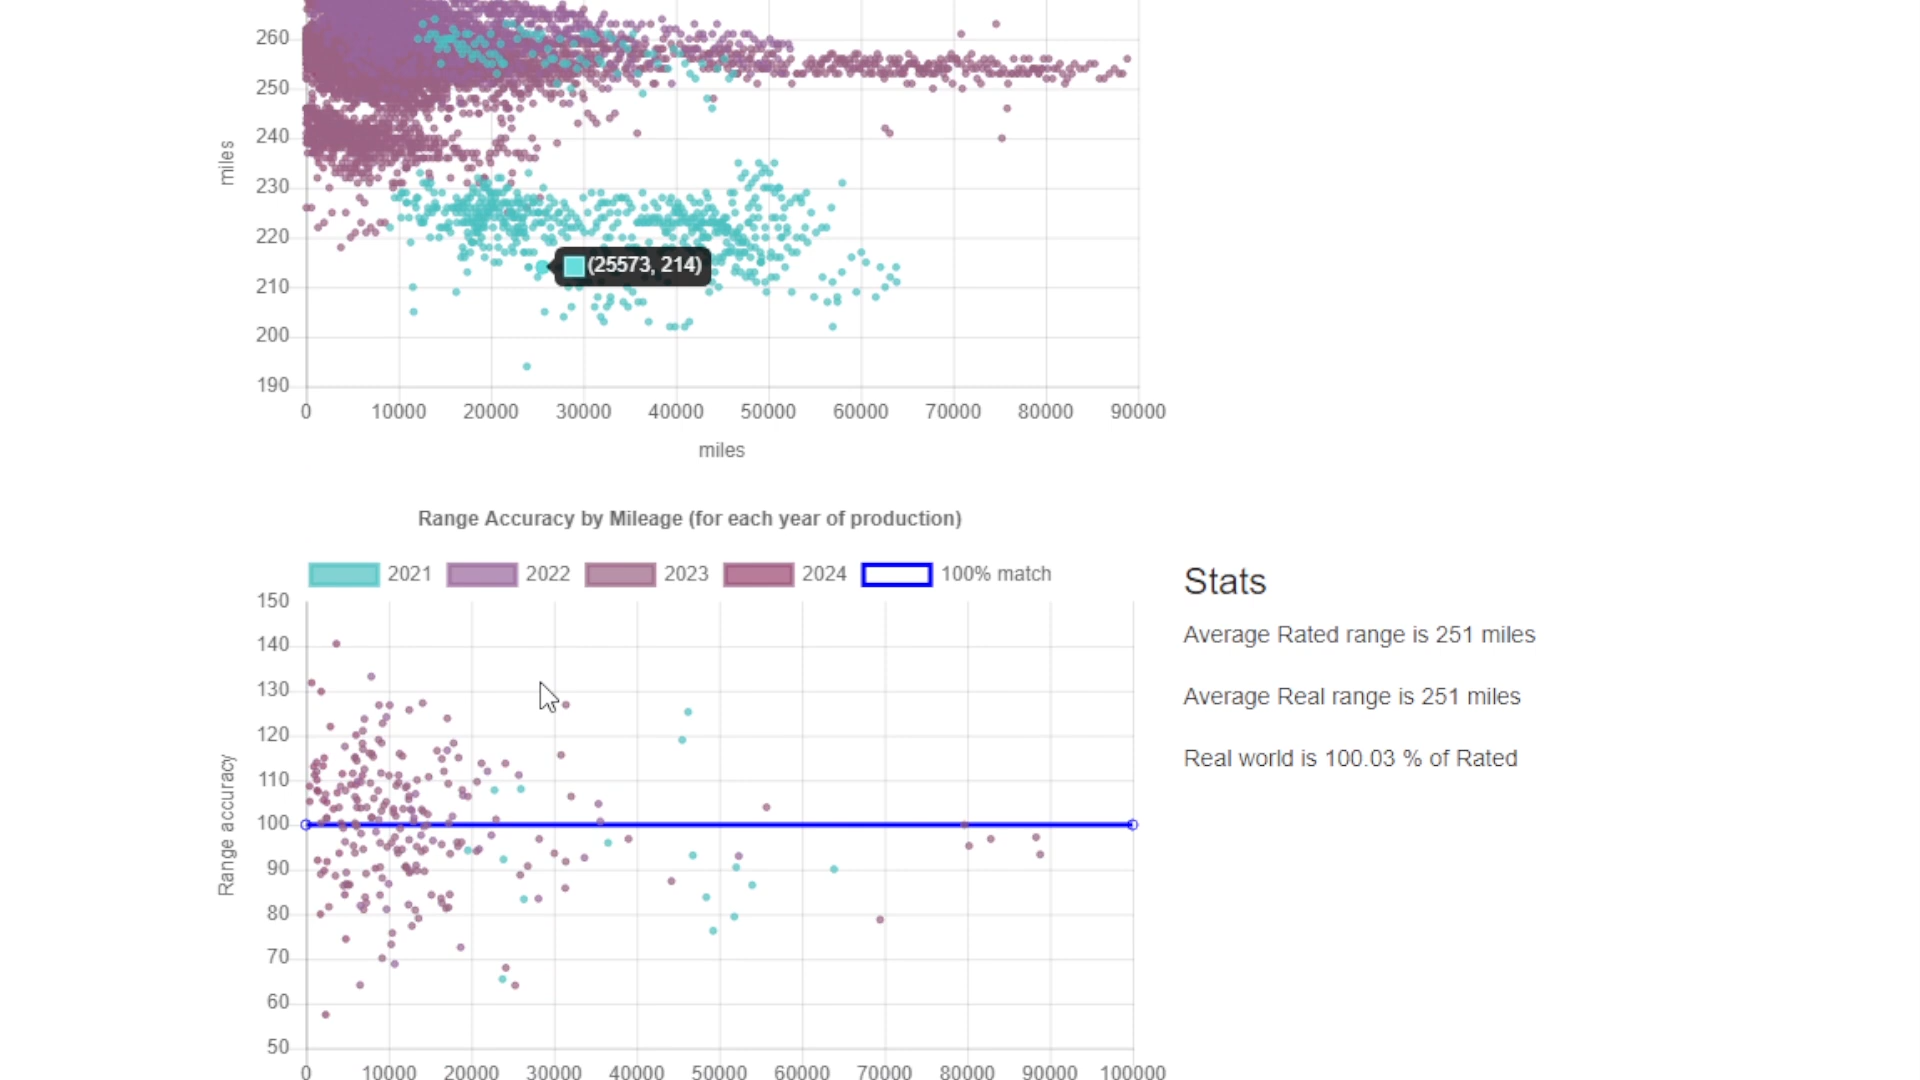 260
250
240
230
220
210
200
190
miles
(25573, 214)
0 10000 20000 30000 40000 50000 60000 70000 80000 90000
miles
Range Accuracy by Mileage (for each year of production)
2021 2022 2023 2024 100% match
150
140
130
120
110
100
90
80
70
60
50
Range accuracy
0 10000 20000 30000 40000 50000 60000 70000 80000 90000 100000
Stats
Average Rated range is 251 miles
Average Real range is 251 miles
Real world is 100.03 % of Rated